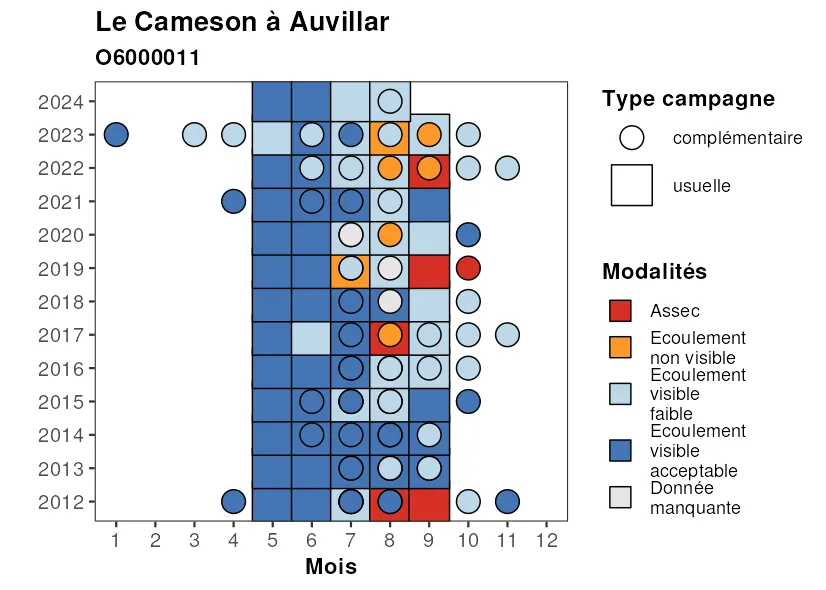 Le Cameson à Auvillar
O6000011
2024
2023
2022
2021
2020
2019
2018
2017
2016
2015
2014
2013
2012
1 2 3 4 5 6 7 8 9 10 11 12
Mois
Type campagne
complémentaire
usuelle
Modalités
Assec
Ecoulement
non visible
Ecoulement
visible
faible
Ecoulement
visible
acceptable
Donnée
manquante